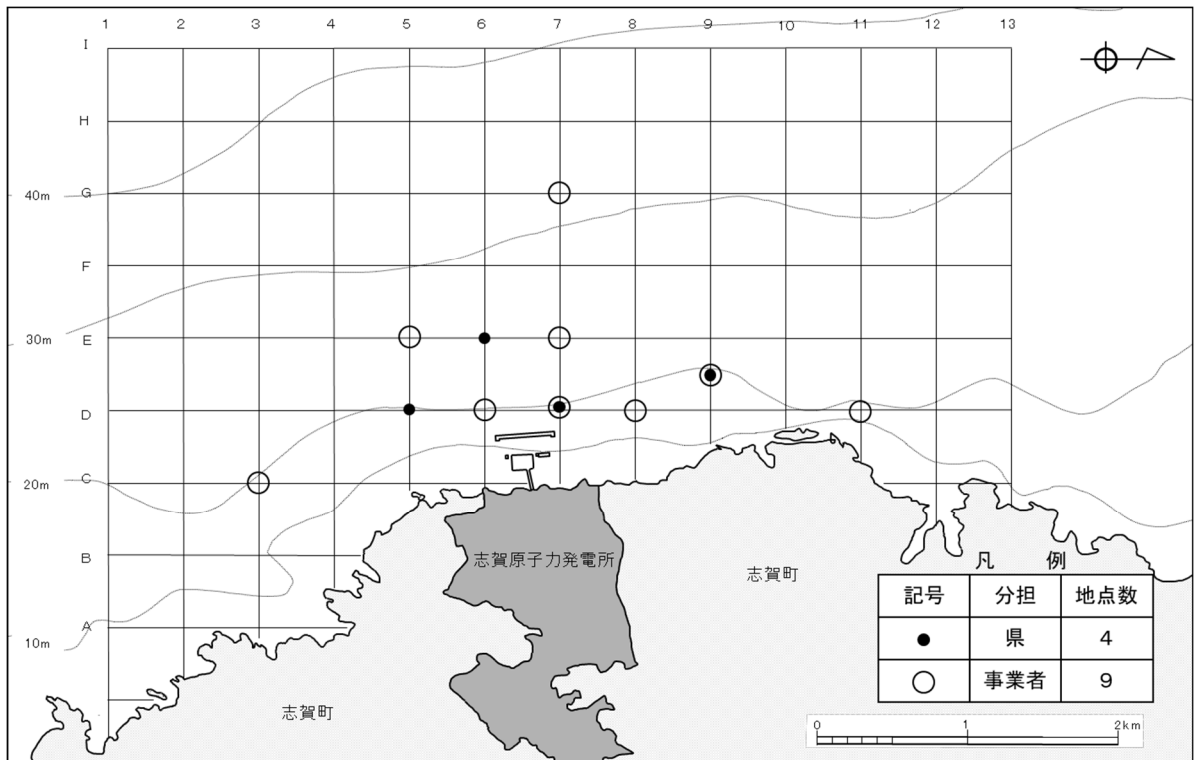 1 2 3 4 5 6 7 8 9 10 11 12 13
I
H
40m G
F
30m E
D
20m C
B
10m A
志賀原子力発電所
志賀町
志賀町
凡 例
記号 分担 地点数
● 県 4
○ 事業者 9
0 1 2km